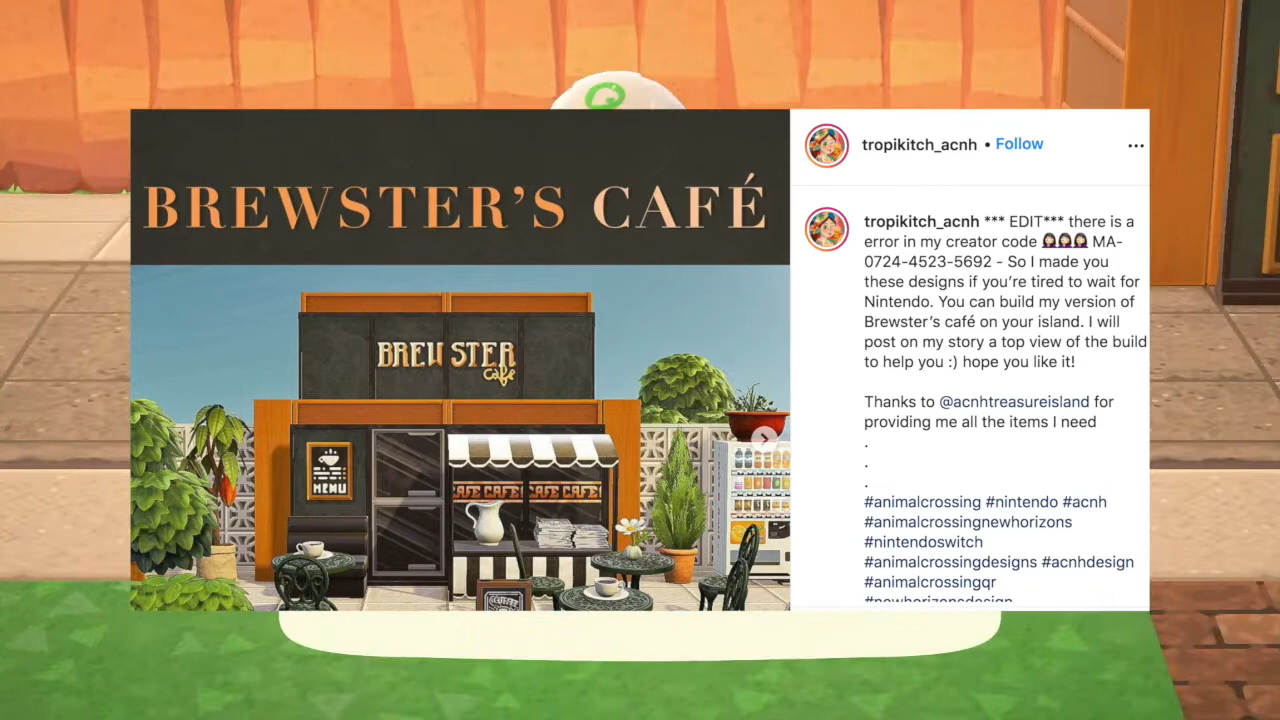 BREWSTER'S CAFÉ
BREWSTER
Café
MENU
CAFE CAFE
CAFE CAFE
COFFEE
tropikitch_acnh • Follow
tropikitch_acnh *** EDIT*** there is a
error in my creator code 🤦🏻‍♀️🤦🏻‍♀️🤦🏻‍♀️ MA-
0724-4523-5692 - So I made you
these designs if you’re tired to wait for
Nintendo. You can build my version of
Brewster’s café on your island. I will
post on my story a top view of the build
to help you :) hope you like it!
Thanks to @acnhtreasureisland for
providing me all the items I need
.
.
.
#animalcrossing #nintendo #acnh
#animalcrossingnewhorizons
#nintendoswitch
#animalcrossingdesigns #acnhdesign
#animalcrossingqr
#newhorizonsdesign